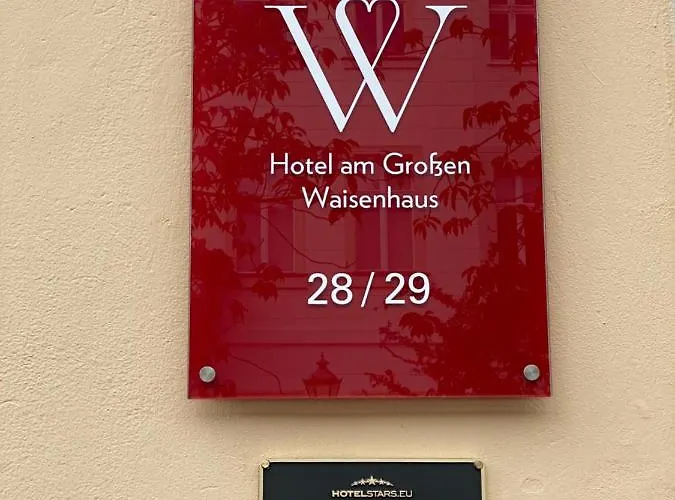 W
Hotel am Großen
Waisenhaus
28 / 29
HOTELSTARS.EU